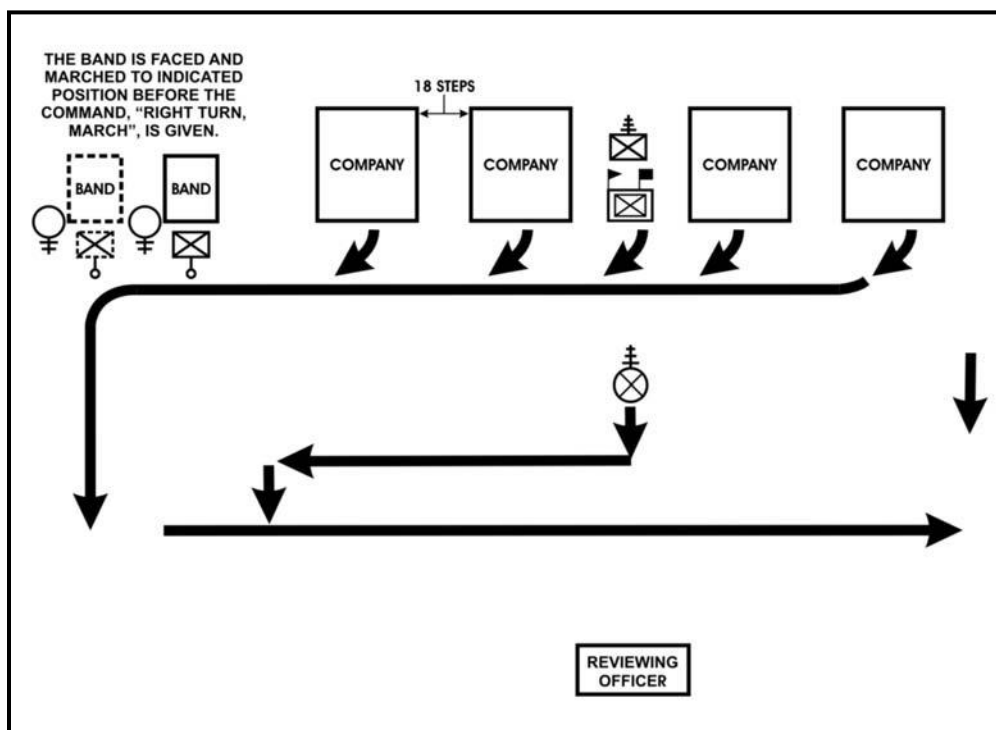 THE BAND IS FACED AND
MARCHED TO INDICATED
POSITION BEFORE THE
COMMAND, “RIGHT TURN,
MARCH”, IS GIVEN.
18 STEPS
BAND
BAND
COMPANY
COMPANY
COMPANY
COMPANY
REVIEWING
OFFICER